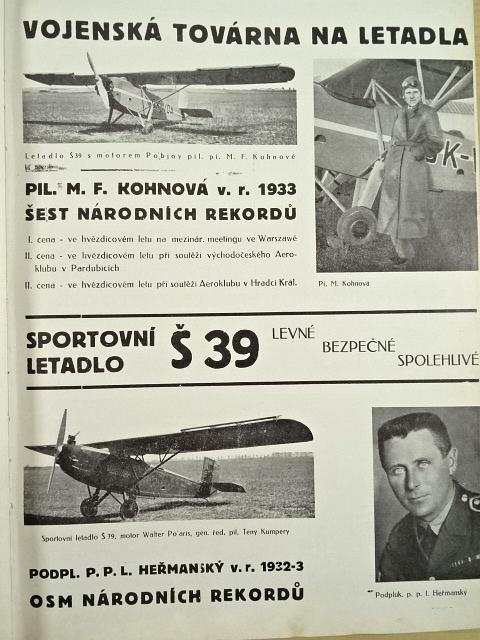 VOJENSKÁ TOVÁRNA NA LETADLA
Letadlo Š39 s motorem Pobjoy pil. pí. M. F. Kohnové
PIL. M. F. KOHNOVÁ v. r. 1933
ŠEST NÁRODNÍCH REKORDŮ
I. cena - ve hvězdicovém letu na mezinár. meetingu ve Warszawě
II. cena - ve hvězdicovém letu při soutěži východočeského Aero-
klubu v Pardubicích
II. cena - ve hvězdicovém letu při soutěži Aeroklubu v Hradci Král.
Pí. M. Kohnová
SPORTOVNÍ
LETADLO
Š 39
LEVNÉ
BEZPEČNÉ
SPOLEHLIVÉ
Sportovní letadlo Š 39, motor Walter Polaris, gen. řed. pil. Teny Kumpery
PODPL. P. P. L. HEŘMANSKÝ v. r. 1932-3
OSM NÁRODNÍCH REKORDŮ
Podpluk. p. p. l. Heřmanský